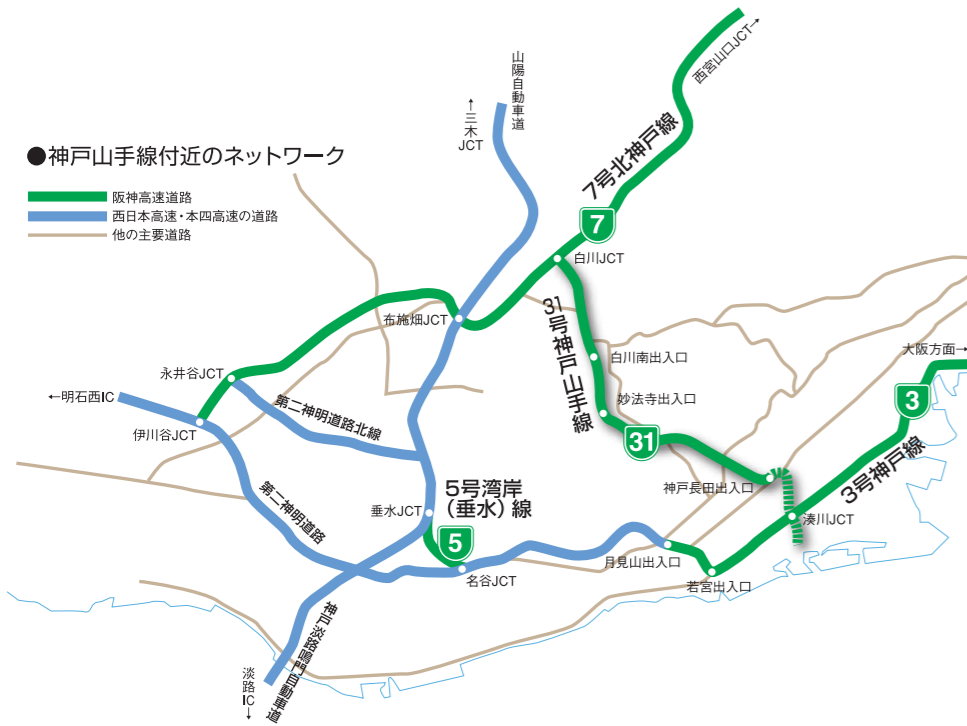 西宮山口JCT→
山陽自動車道
←三木
JCT
●神戸山手線付近のネットワーク
阪神高速道路
西日本高速・本四高速の道路
他の主要道路
7号北神戸線
7
白川JCT
布施畑JCT
31号神戸山手線
白川南出入口
大阪方面→
永井谷JCT
←明石西IC
第二神明道路北線
妙法寺出入口
3
伊川谷JCT
31
3号神戸線
神戸長田出入口
第二神明道路
5号湾岸
（垂水）線
垂水JCT
湊川JCT
5
月見山出入口
名谷JCT
若宮出入口
神戸淡路鳴門自動車道
淡路
IC→